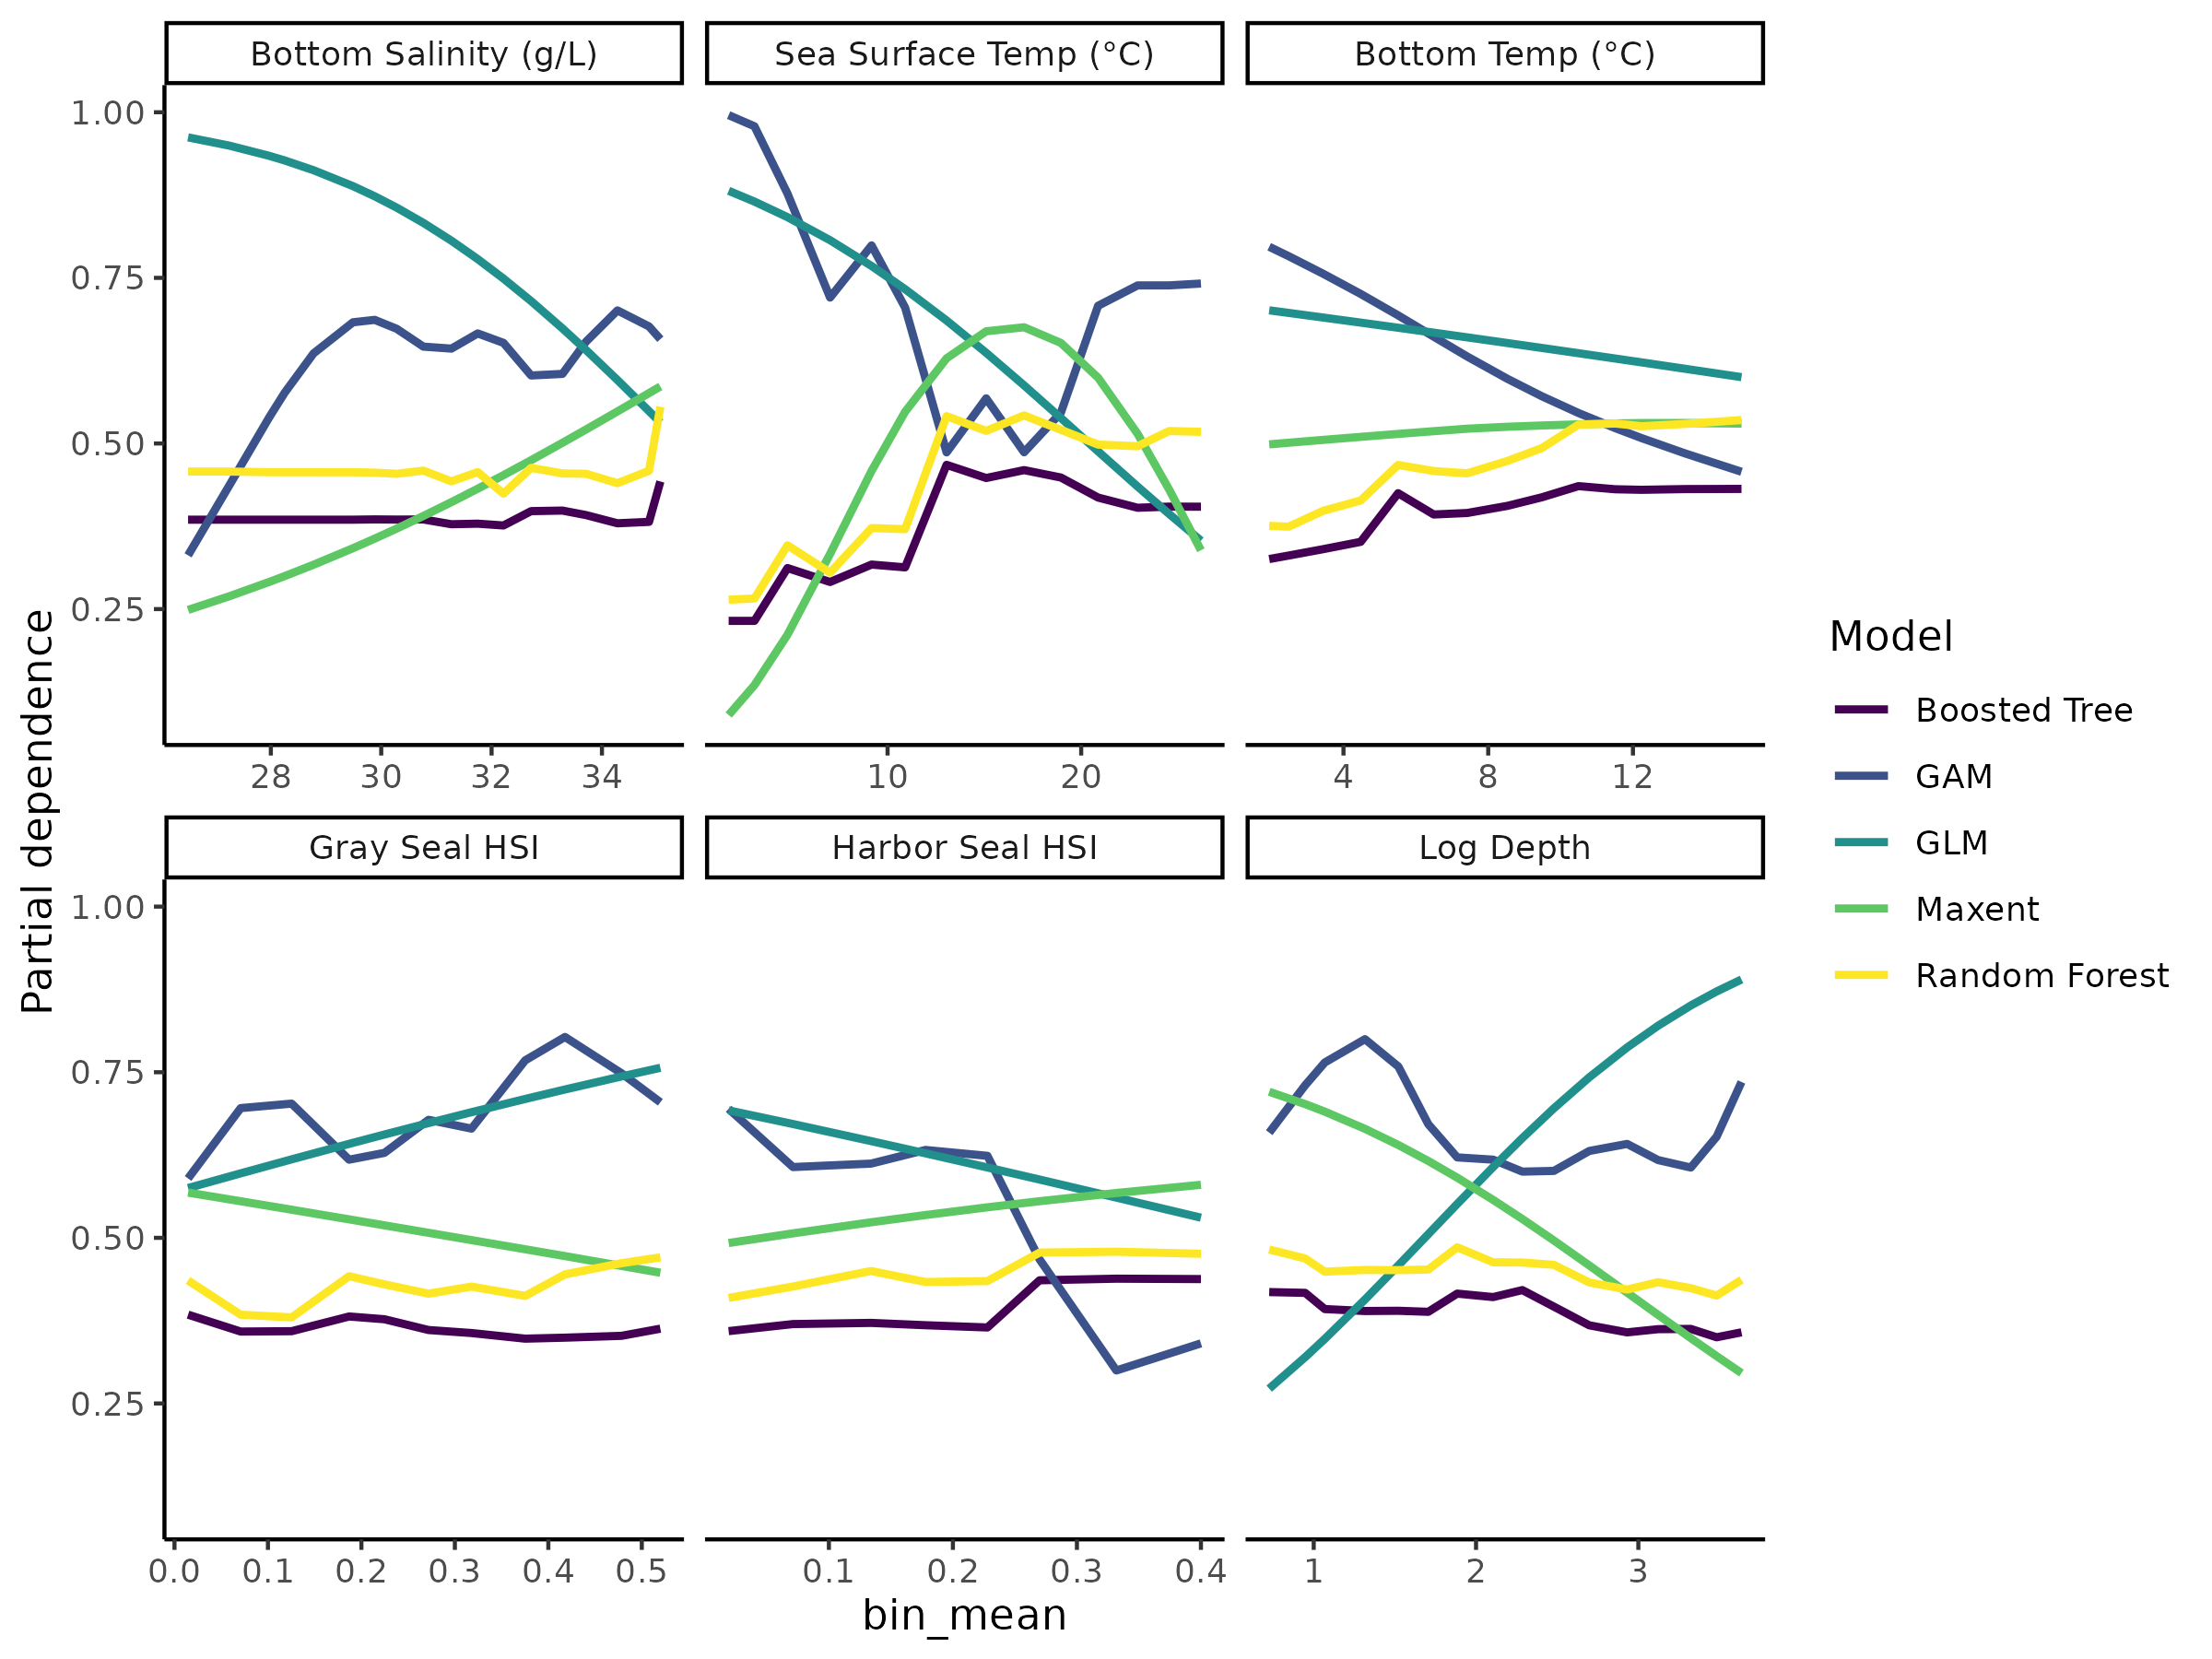 Bottom Salinity (g/L) Sea Surface Temp (°C) Bottom Temp (°C)
1.00
0.75
0.50
0.25
28 30 32 34 10 20 4 8 12
Gray Seal HSI Harbor Seal HSI Log Depth
1.00
0.75
0.50
0.25
0.0 0.1 0.2 0.3 0.4 0.5 0.1 0.2 0.3 0.4 1 2 3
bin_mean
Partial dependence
Model
Boosted Tree
GAM
GLM
Maxent
Random Forest